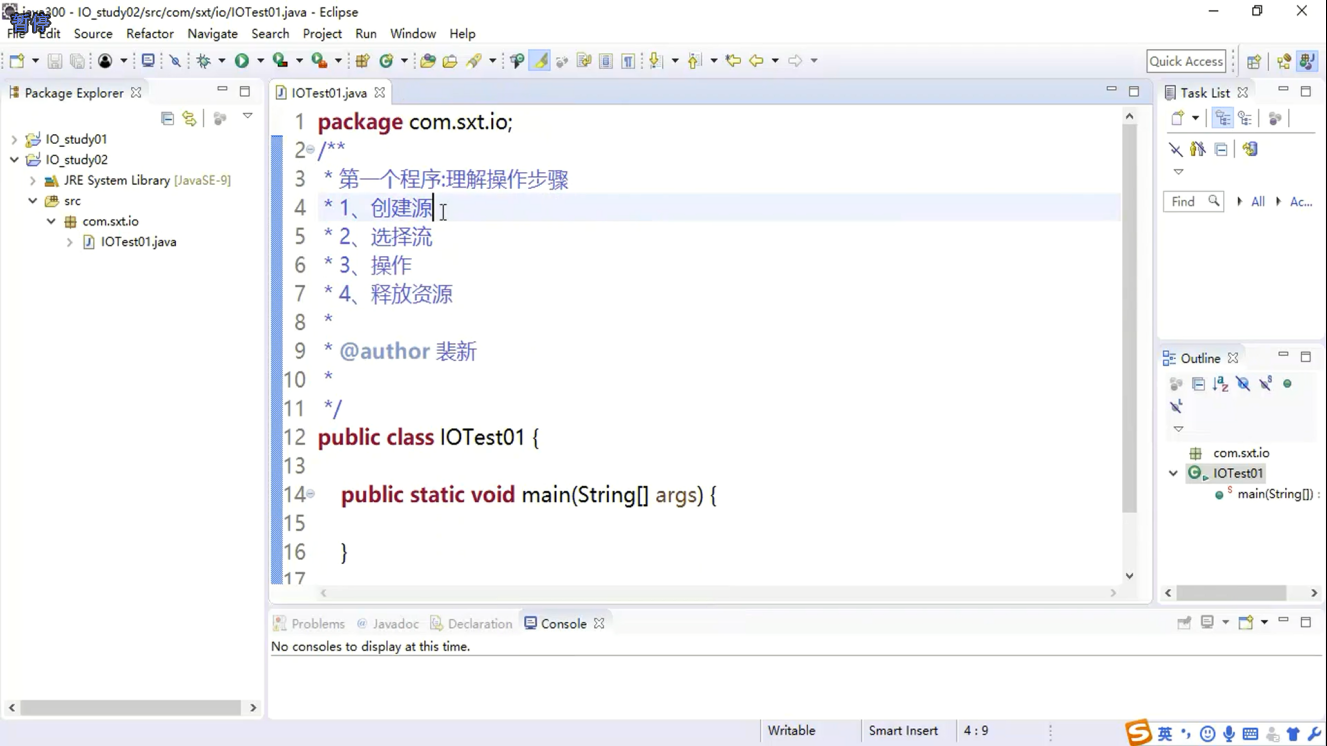 java300 - IO_study02/src/com/sxt/io/IOTest01.java - Eclipse
暂停
File Edit Source Refactor Navigate Search Project Run Window Help
Quick Access
Package Explorer
IO_study01
IO_study02
JRE System Library [JavaSE-9]
src
com.sxt.io
IOTest01.java
IOTest01.java
1 package com.sxt.io;
2 /**
3 * 第一个程序:理解操作步骤
4 * 1、创建源
5 * 2、选择流
6 * 3、操作
7 * 4、释放资源
8 *
9 * @author 裴新
10 *
11 */
12 public class IOTest01 {
13
14 public static void main(String[] args) {
15
16 }
17
Problems @ Javadoc Declaration Console
No consoles to display at this time.
Task List
Find All Ac...
Outline
com.sxt.io
IOTest01
main(String[]) :
Writable Smart Insert 4 : 9
英